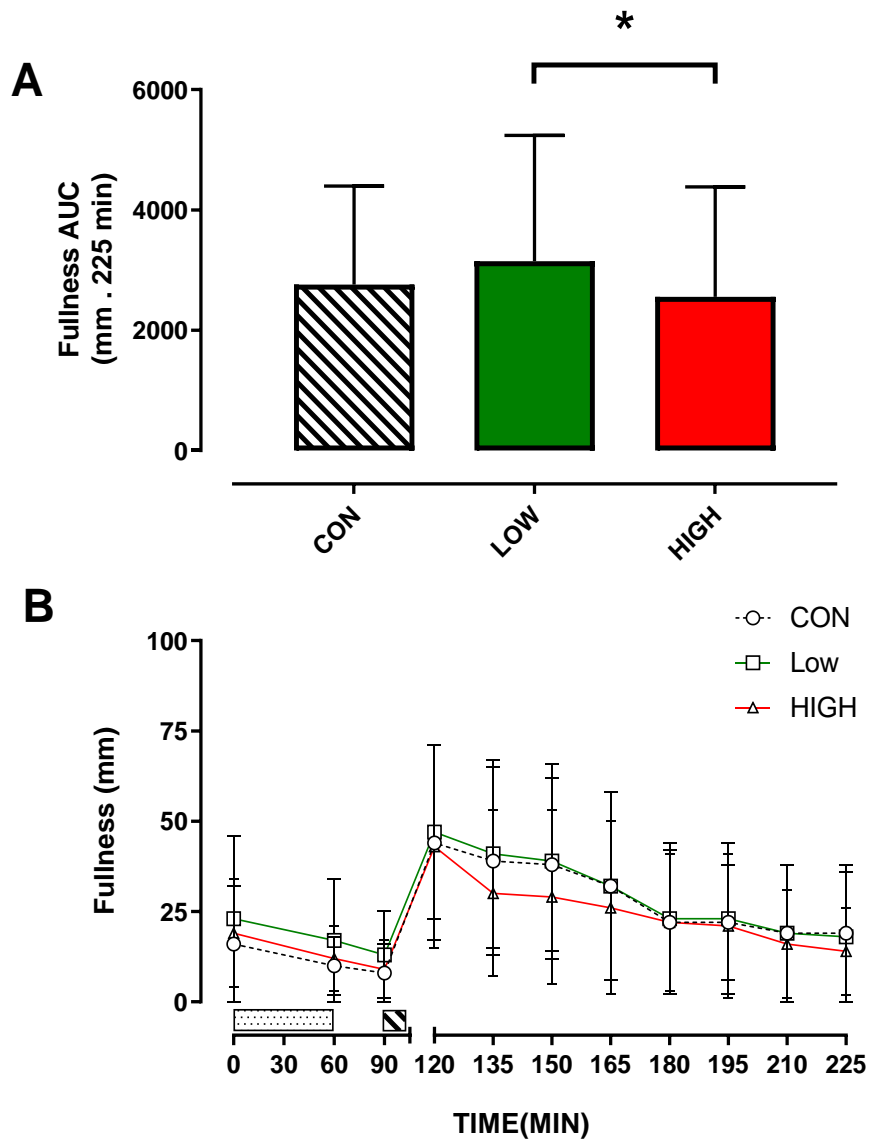 *
A
6000
4000
2000
0
Fullness AUC
(mm . 225 min)
CON
LOW
HIGH
B
CON
Low
HIGH
100
75
50
25
0
Fullness (mm)
0 30 60 90 120 135 150 165 180 195 210 225
TIME(MIN)